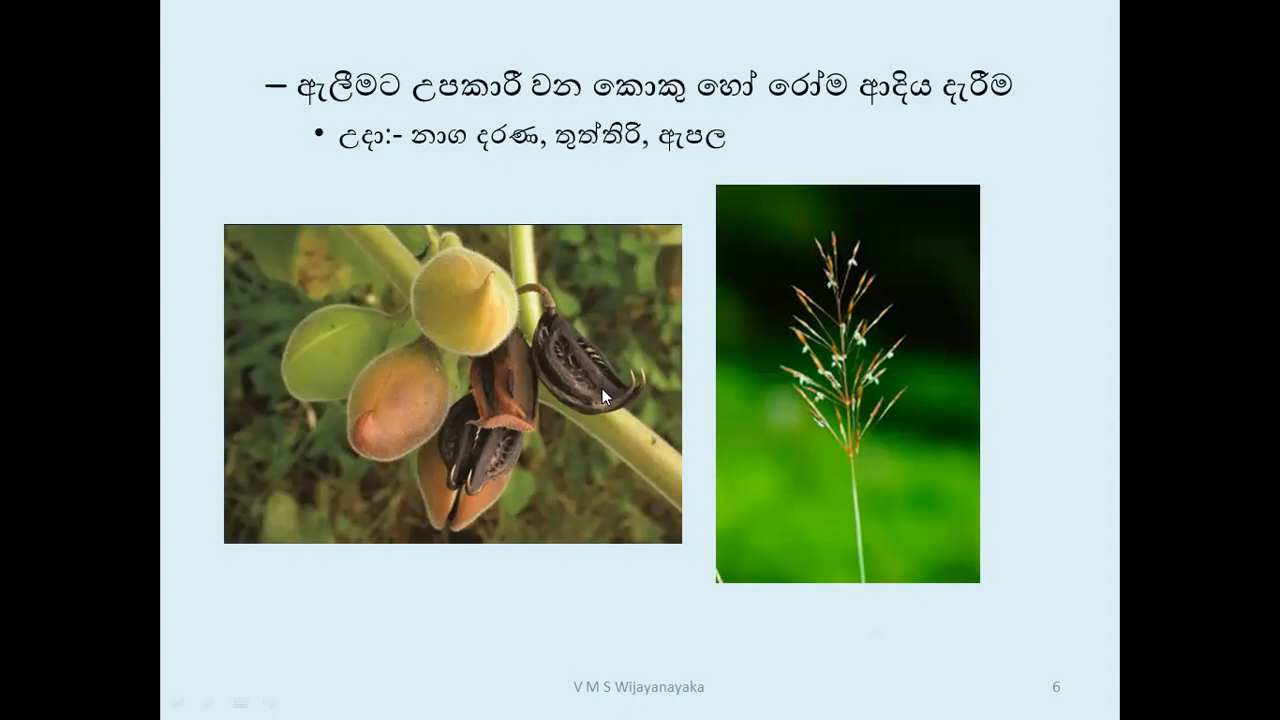 – ඇලීමට උපකාරී වන කොකු හෝ රෝම ආදිය දැරීම
• උදා:- නාග දරණ, තුත්තිරි, ඇපල
V M S Wijayanayaka
6